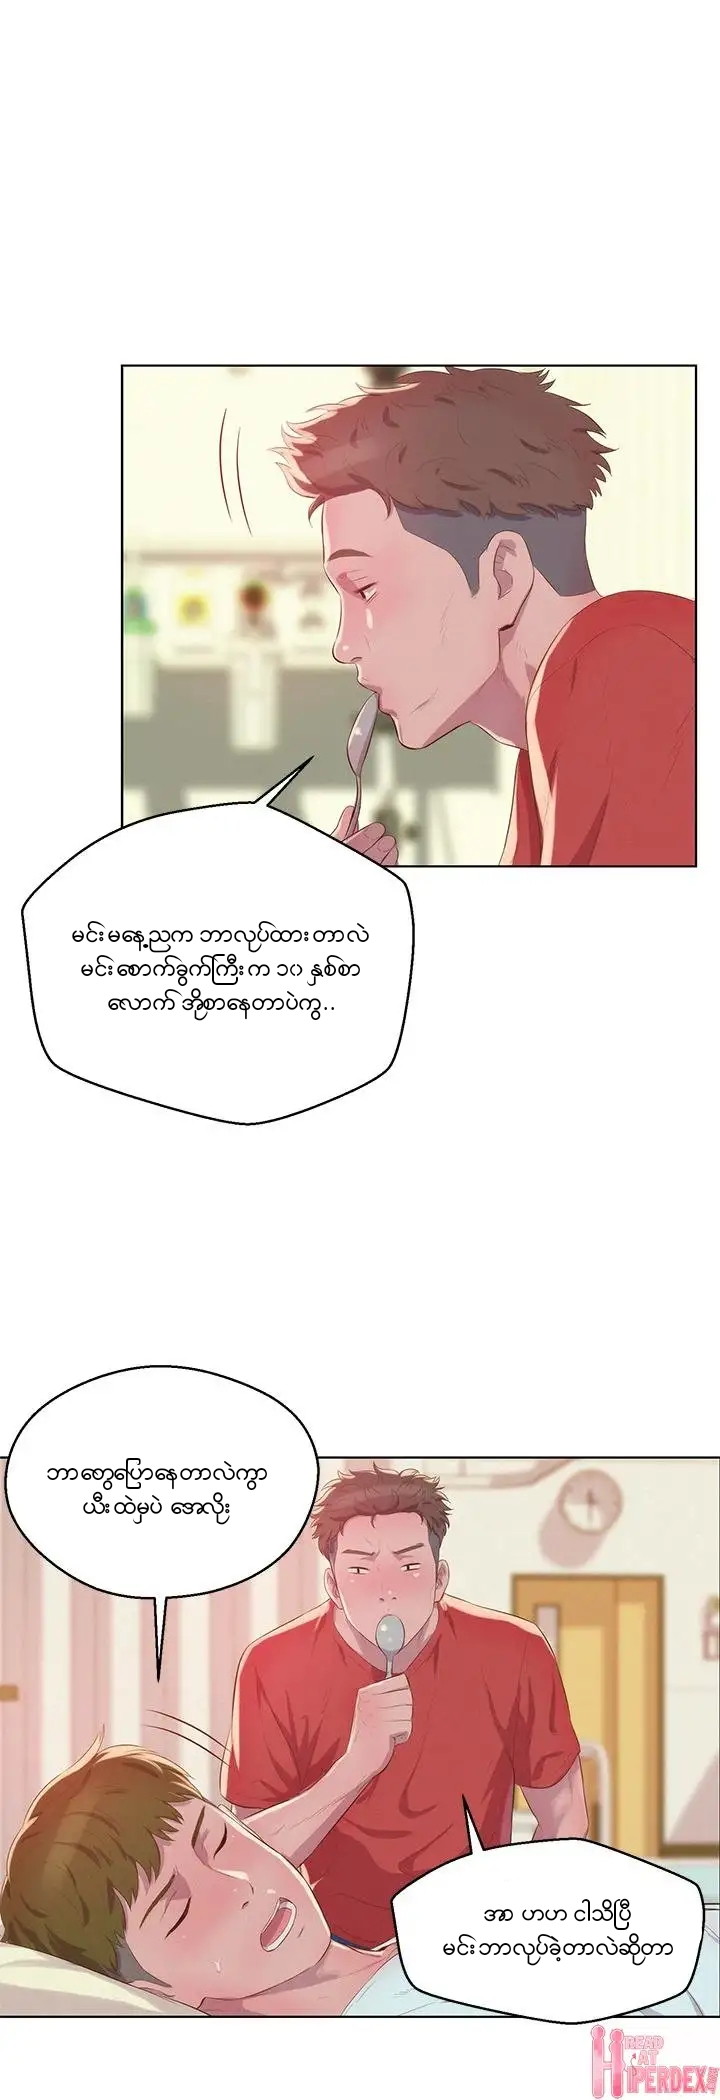 မင်းမနေ့ညက ဘာလုပ်ထားတာလဲ
မင်းစောက်ခွက်ကြီးက ၁၀ နှစ်စာ
လောက် အိုစာနေတာပဲကွ..
ဘာတွေပြောနေတာလဲကွာ
ယီးထဲမှပဲ အေလိုး
အာ ဟဟ ငါသိပြီ
မင်းဘာလုပ်ခဲ့တာလဲဆိုတာ
READ
AT
HIPERDEX